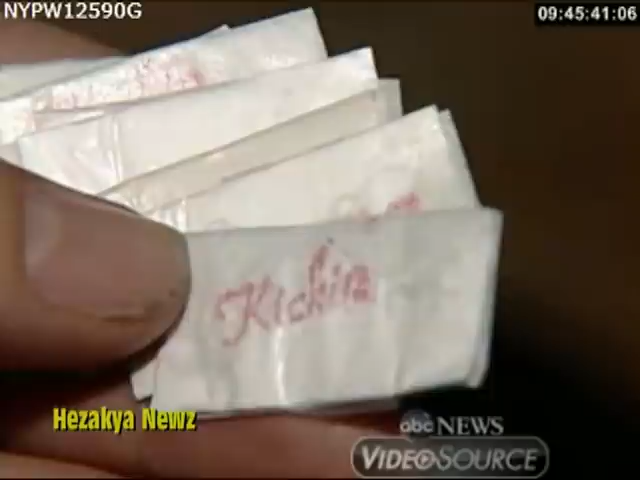 NYPW12590G
09:45:41:06
Kickin
Hezakya Newz
abc NEWS
VIDEOSOURCE